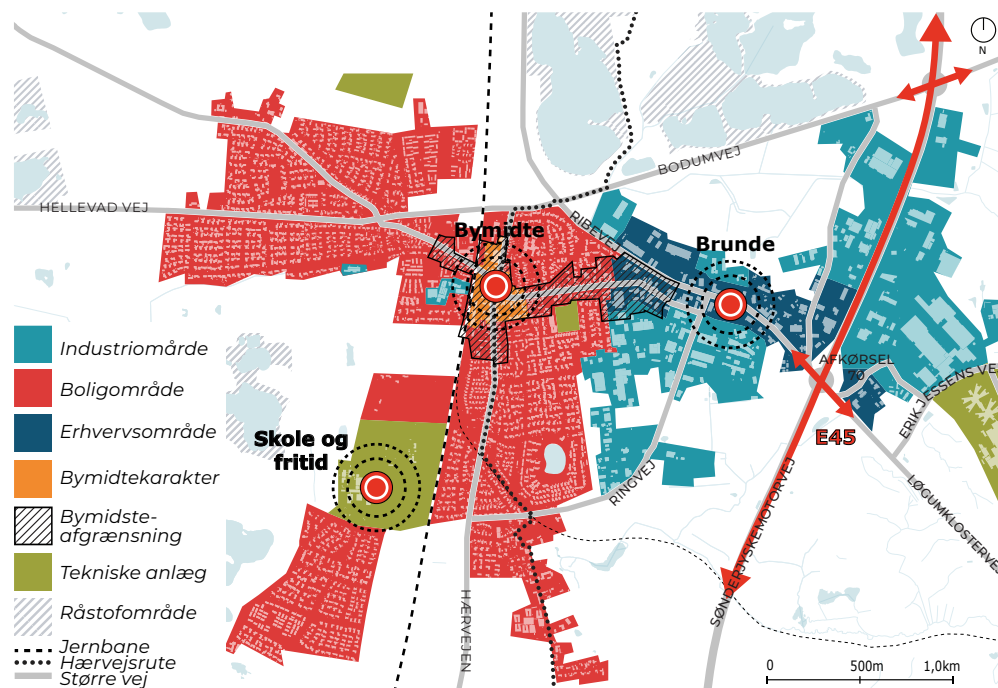 N
BODUMVEJ
HELLEVAD VEJ
RIBEVEJ
Bymidte
Brunde
Industriomårde
Boligområde
Erhvervsområde
Bymidtekarakter
Bymidste-
afgrænsning
Tekniske anlæg
Råstofområde
Jernbane
Hærvejsrute
Større vej
AFKØRSEL
70
ERIK JESSENS VEJ
E45
Skole og
fritid
RINGVEJ
LØGUMKLOSTERVEJ
SØNDERJYSKEMOTORVEJ
HÆRVEJEN
0 500m 1,0km